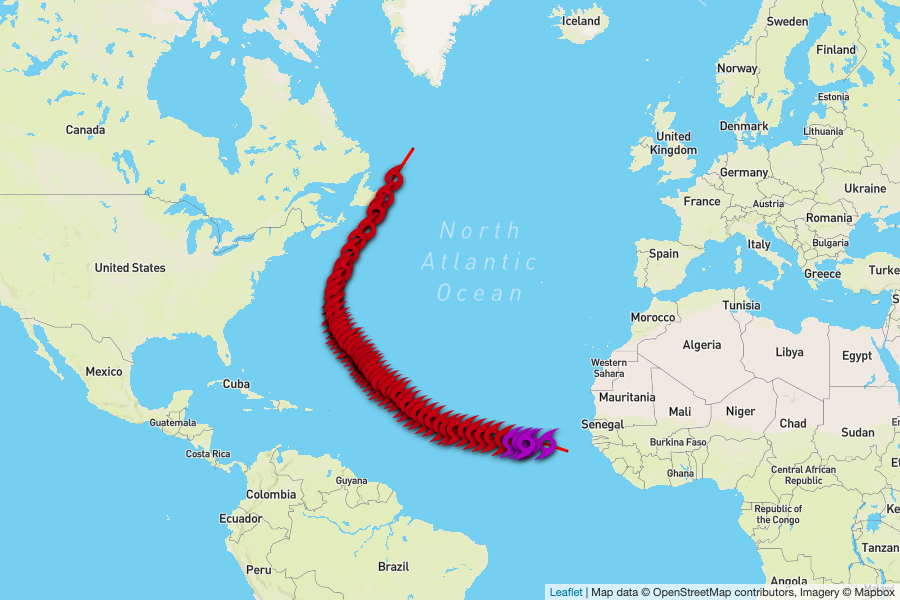 Iceland
Sweden
Finland
Norway
Estonia
Canada
Denmark
Lithuania
United
Kingdom
Germany
Ukraine
France
Austria
Romania
North
Atlantic
Ocean
Italy
Bulgaria
Spain
Greece
Turke
United States
Tunisia
Morocco
Algeria
Libya
Egypt
Western
Sahara
Mexico
Cuba
Mauritania
Mali
Niger
Chad
Sudan
Guatemala
Senegal
Burkina Faso
Costa Rica
Ghana
Central African
Republic
Et
Guyana
Colombia
Ecuador
Republic of
the Congo
Ke
Tanzan
Peru
Brazil
Angola
Leaflet | Map data © OpenStreetMap contributors, Imagery © Mapbox